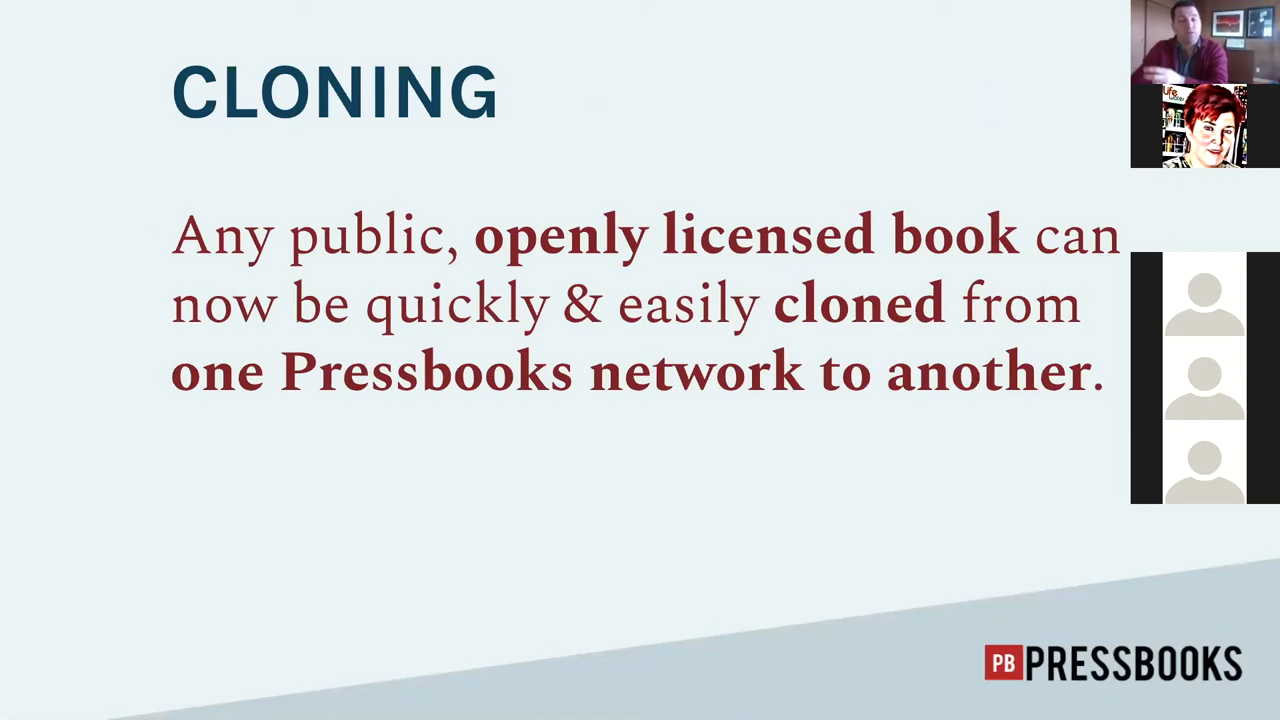 CLONING
Any public, openly licensed book can
now be quickly & easily cloned from
one Pressbooks network to another.
PB PRESSBOOKS